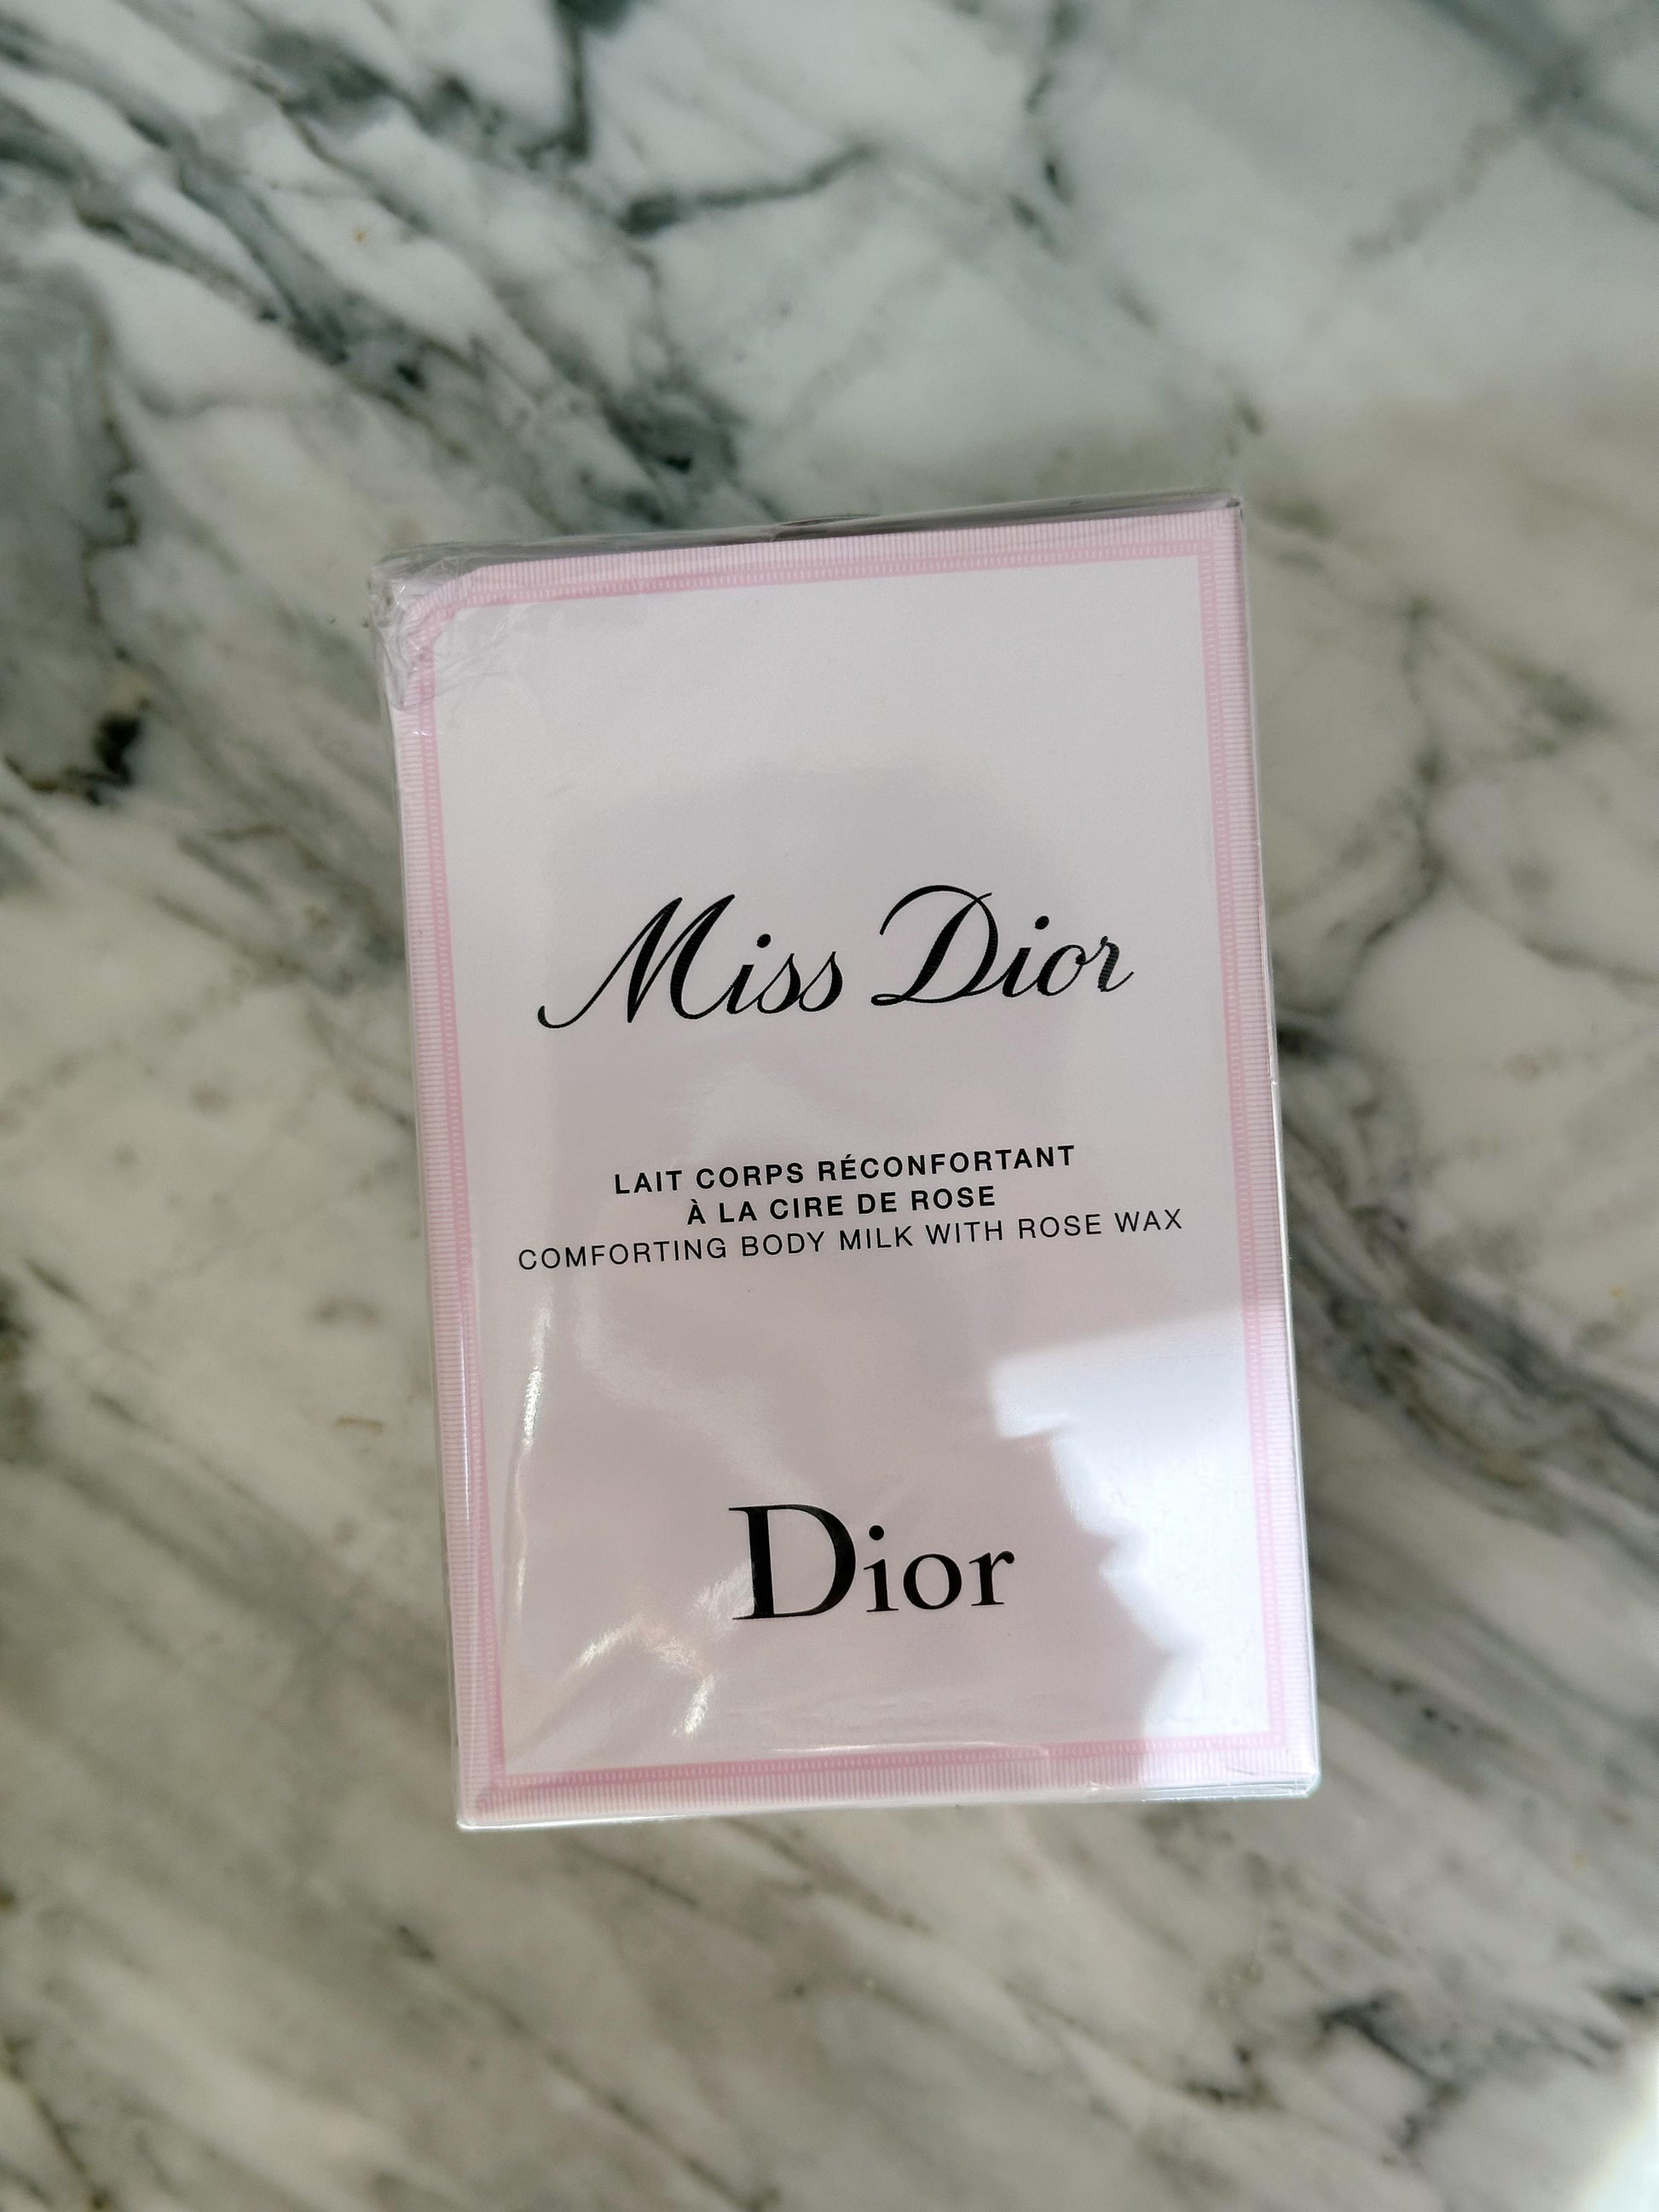 Miss Dior
LAIT CORPS RÉCONFORTANT
À LA CIRE DE ROSE
COMFORTING BODY MILK WITH ROSE WAX
Dior